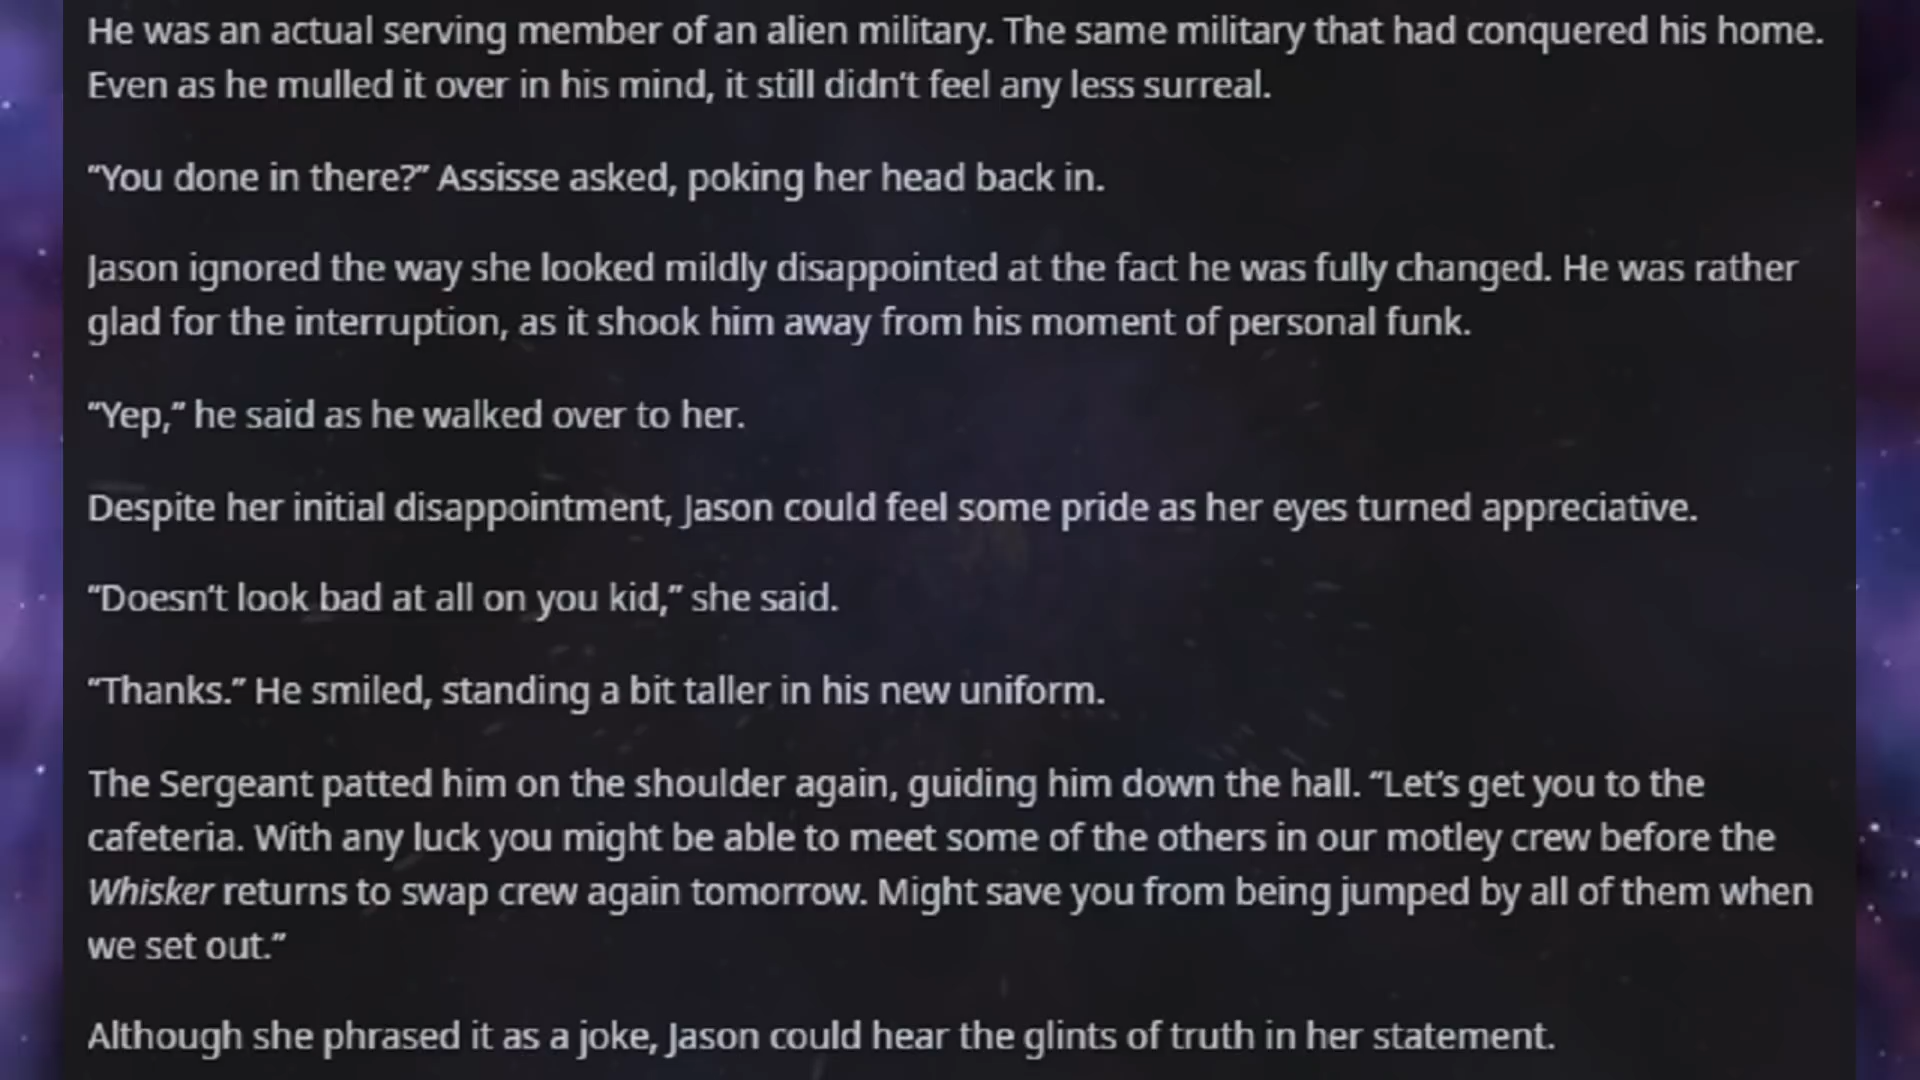 He was an actual serving member of an alien military. The same military that had conquered his home.
Even as he mulled it over in his mind, it still didn’t feel any less surreal.
“You done in there?” Assisse asked, poking her head back in.
Jason ignored the way she looked mildly disappointed at the fact he was fully changed. He was rather
glad for the interruption, as it shook him away from his moment of personal funk.
“Yep,” he said as he walked over to her.
Despite her initial disappointment, Jason could feel some pride as her eyes turned appreciative.
“Doesn’t look bad at all on you kid,” she said.
“Thanks.” He smiled, standing a bit taller in his new uniform.
The Sergeant patted him on the shoulder again, guiding him down the hall. “Let’s get you to the
cafeteria. With any luck you might be able to meet some of the others in our motley crew before the
Whisker returns to swap crew again tomorrow. Might save you from being jumped by all of them when
we set out.”
Although she phrased it as a joke, Jason could hear the glints of truth in her statement.